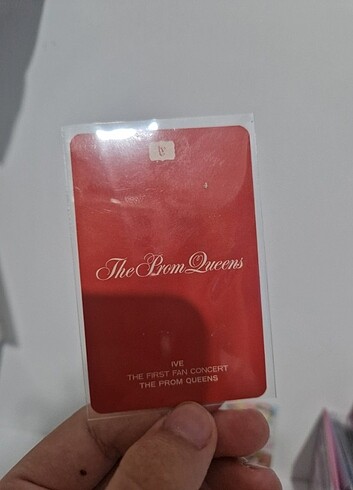 IVE
The Prom Queens
IVE
THE FIRST FAN CONCERT
THE PROM QUEENS